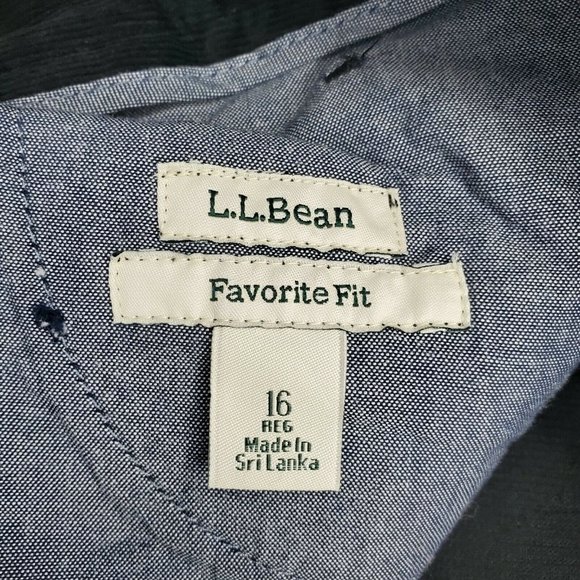 L.L.Bean
Favorite Fit
16
REG
Made In
Sri Lanka